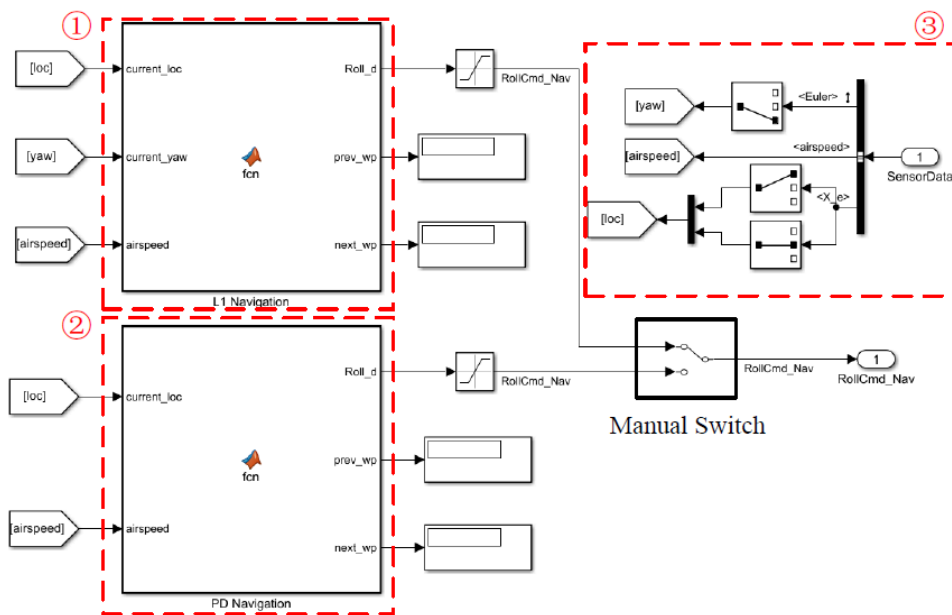 ①
[loc]
current_loc
Roll_d
RollCmd_Nav
[yaw]
current_yaw
fcn
prev_wp
[airspeed]
airspeed
next_wp
L1 Navigation
②
[loc]
current_loc
Roll_d
RollCmd_Nav
fcn
prev_wp
[airspeed]
airspeed
next_wp
PD Navigation
③
<Euler>
[yaw]
<airspeed>
[airspeed]
1
SensorData
<X_e>
[loc]
RollCmd_Nav
1
RollCmd_Nav
Manual Switch